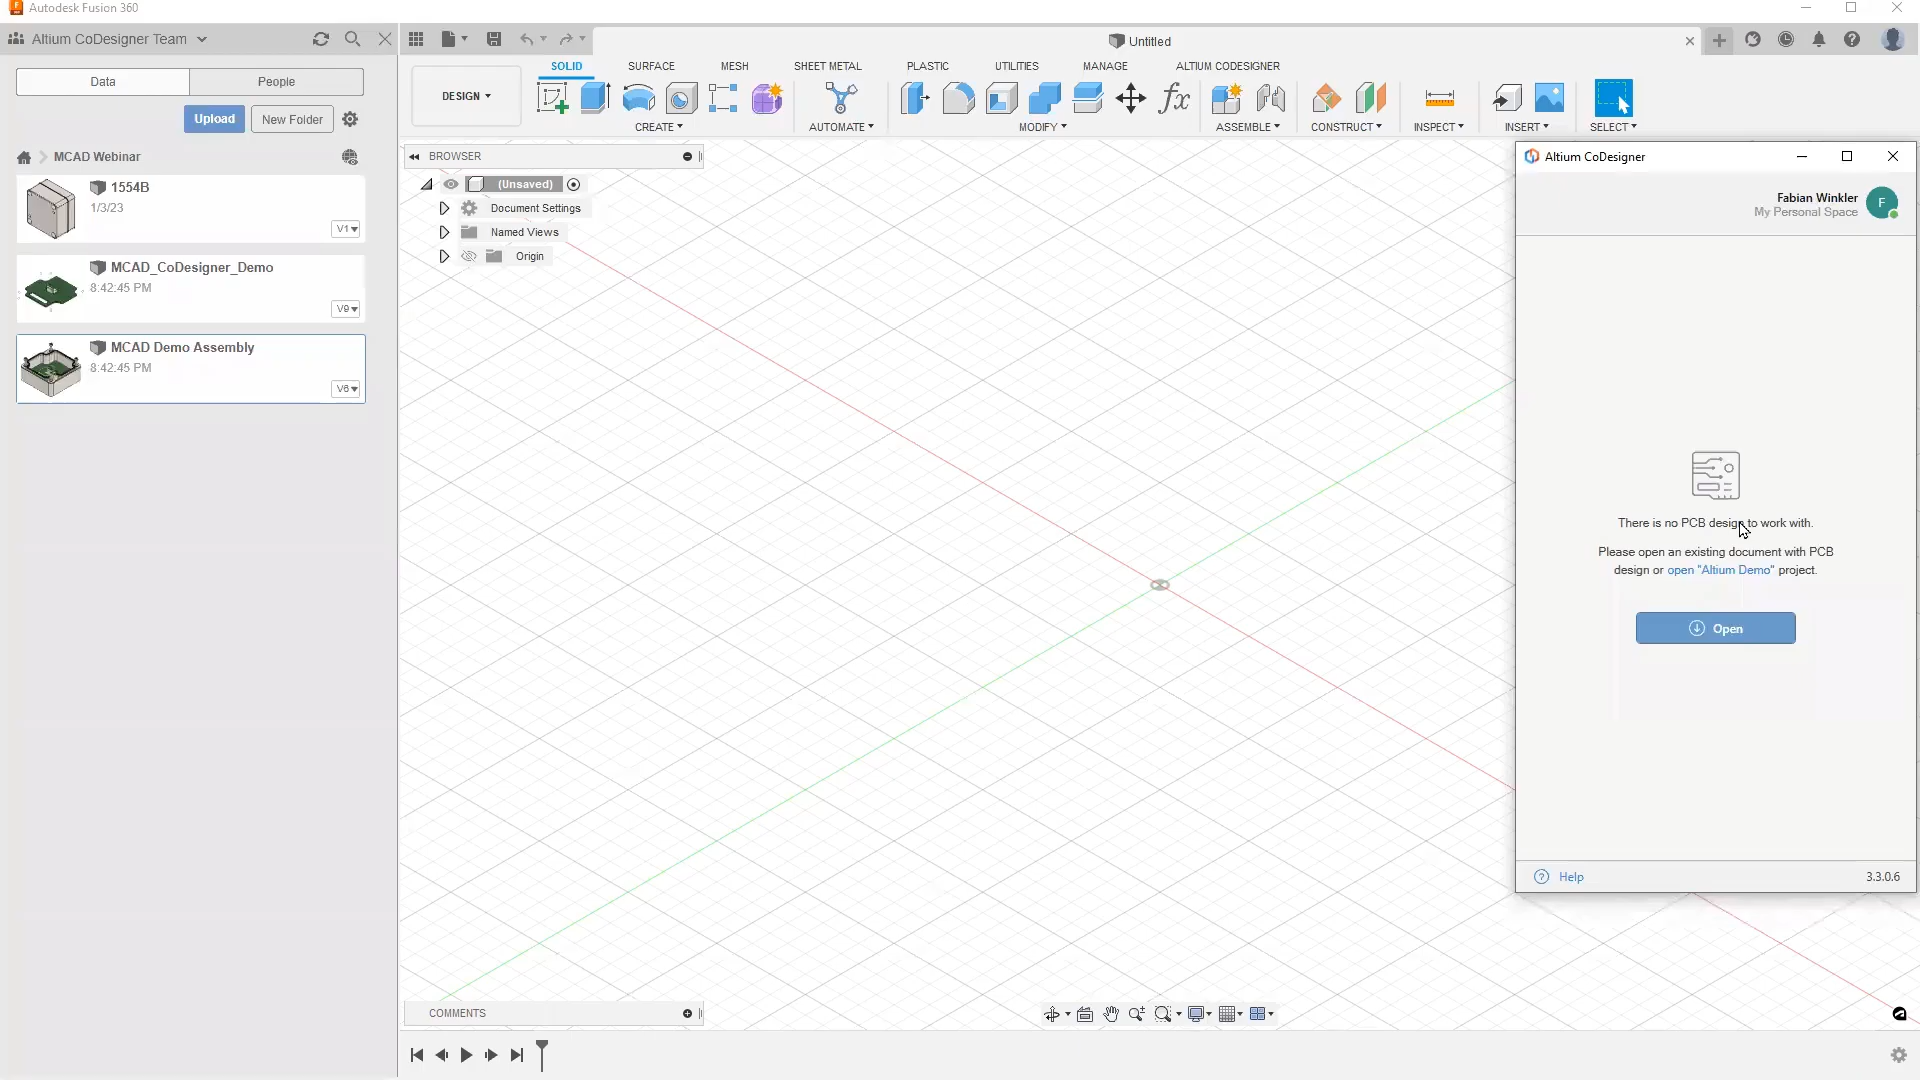 Autodesk Fusion 360
Altium CoDesigner Team
Untitled
Data
People
Upload
New Folder
MCAD Webinar
1554B
1/3/23
V1
MCAD_CoDesigner_Demo
8:42:45 PM
V9
MCAD Demo Assembly
8:42:45 PM
V6
SOLID
SURFACE
MESH
SHEET METAL
PLASTIC
UTILITIES
MANAGE
ALTIUM CODESIGNER
DESIGN
CREATE
AUTOMATE
MODIFY
ASSEMBLE
CONSTRUCT
INSPECT
INSERT
SELECT
BROWSER
(Unsaved)
Document Settings
Named Views
Origin
Altium CoDesigner
Fabian Winkler
My Personal Space
F
There is no PCB design to work with.
Please open an existing document with PCB
design or open "Altium Demo" project.
Open
Help
3.3.0.6
COMMENTS